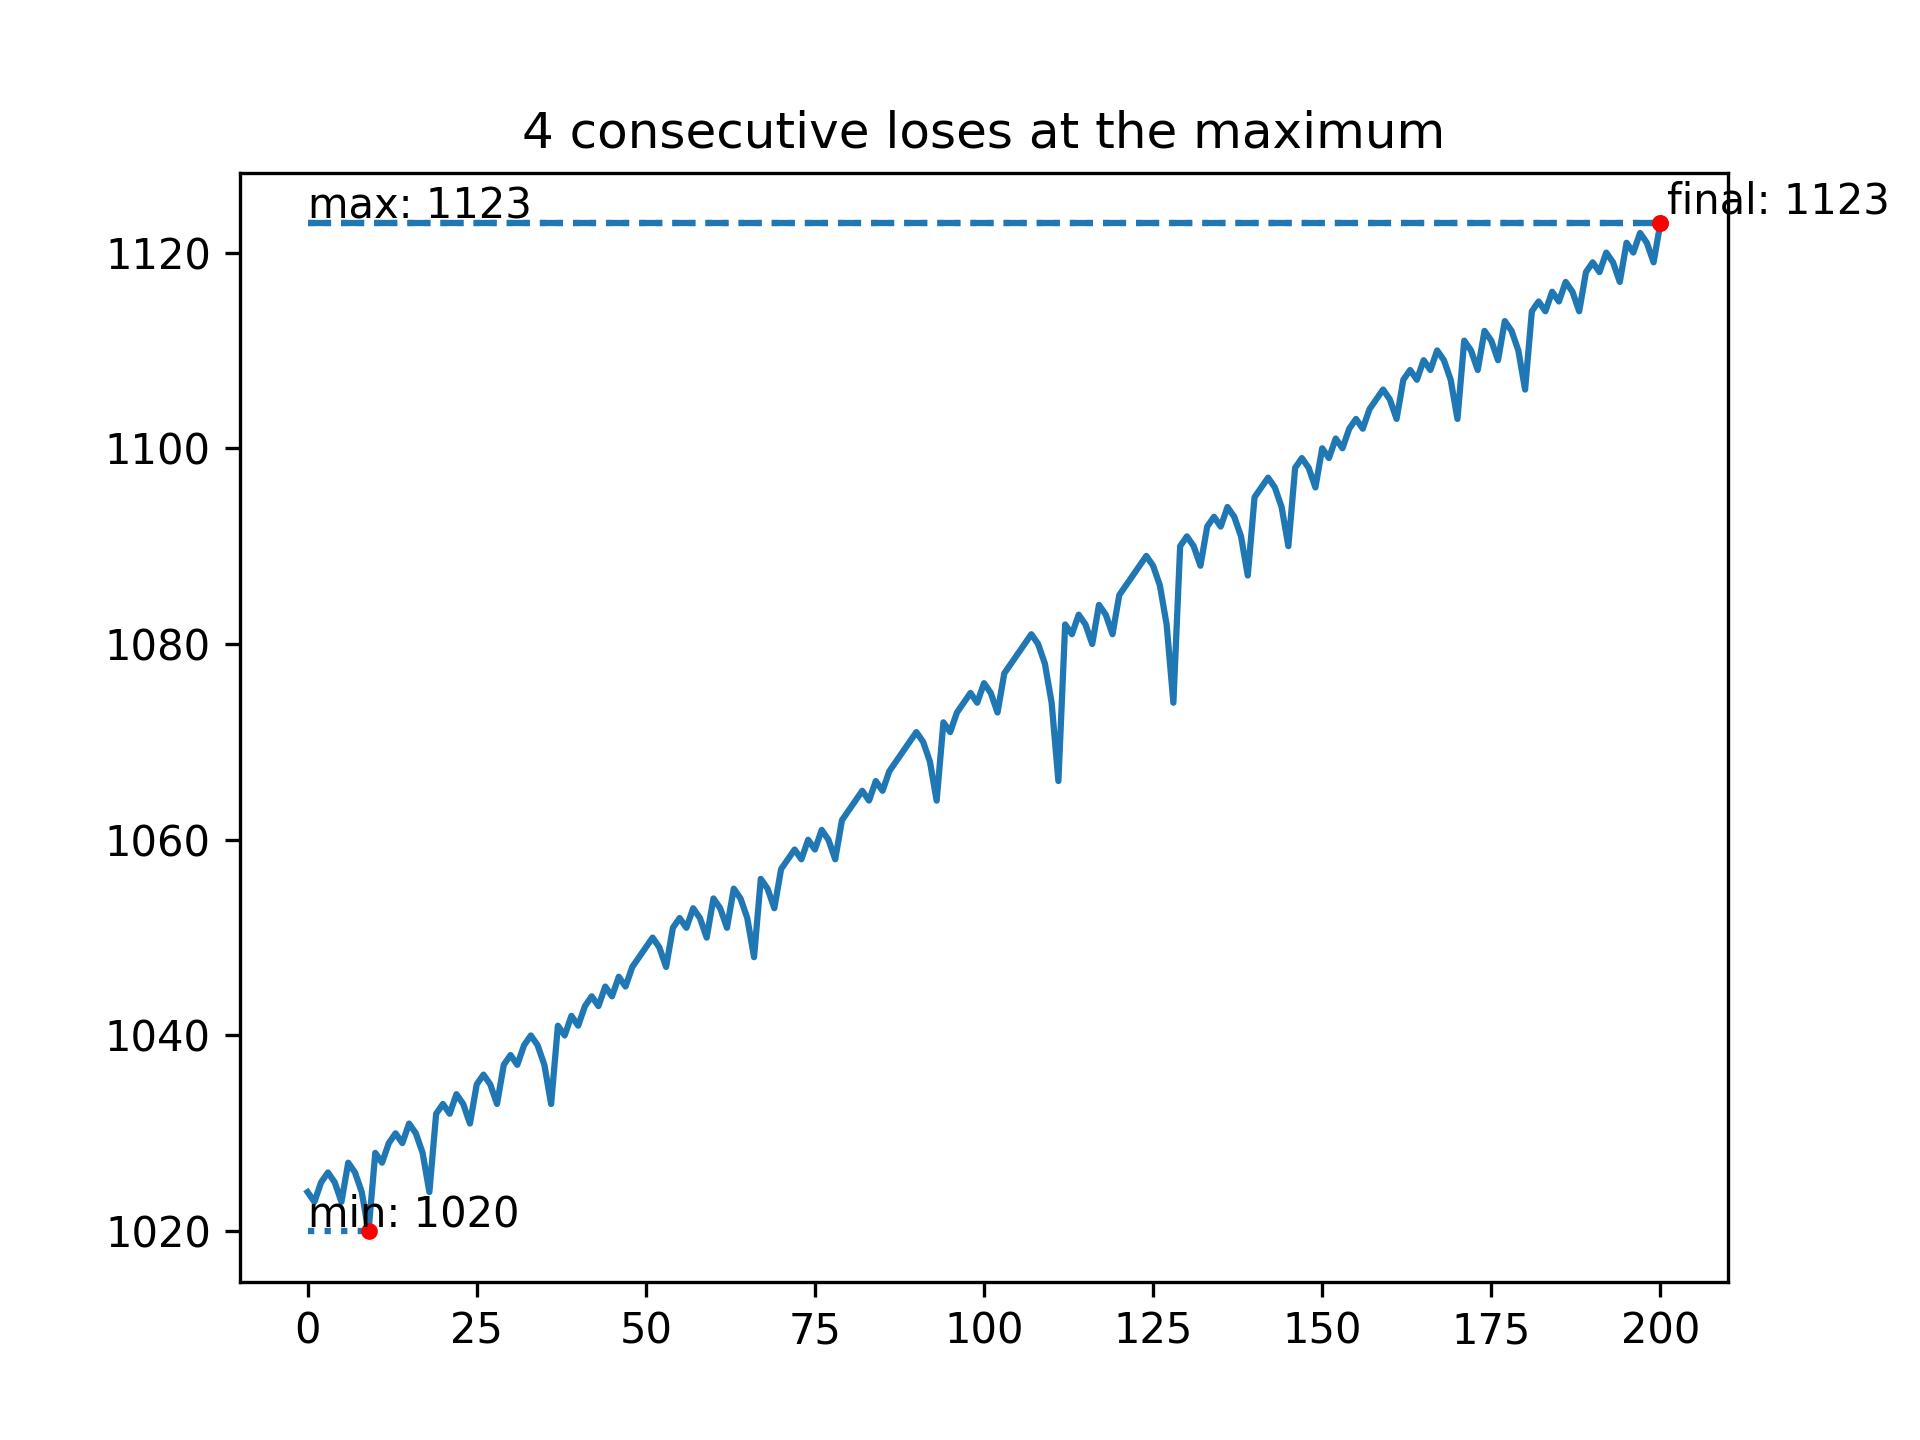 4 consecutive loses at the maximum
max: 1123
final: 1123
1120
1100
1080
1060
1040
1020
min: 1020
0 25 50 75 100 125 150 175 200